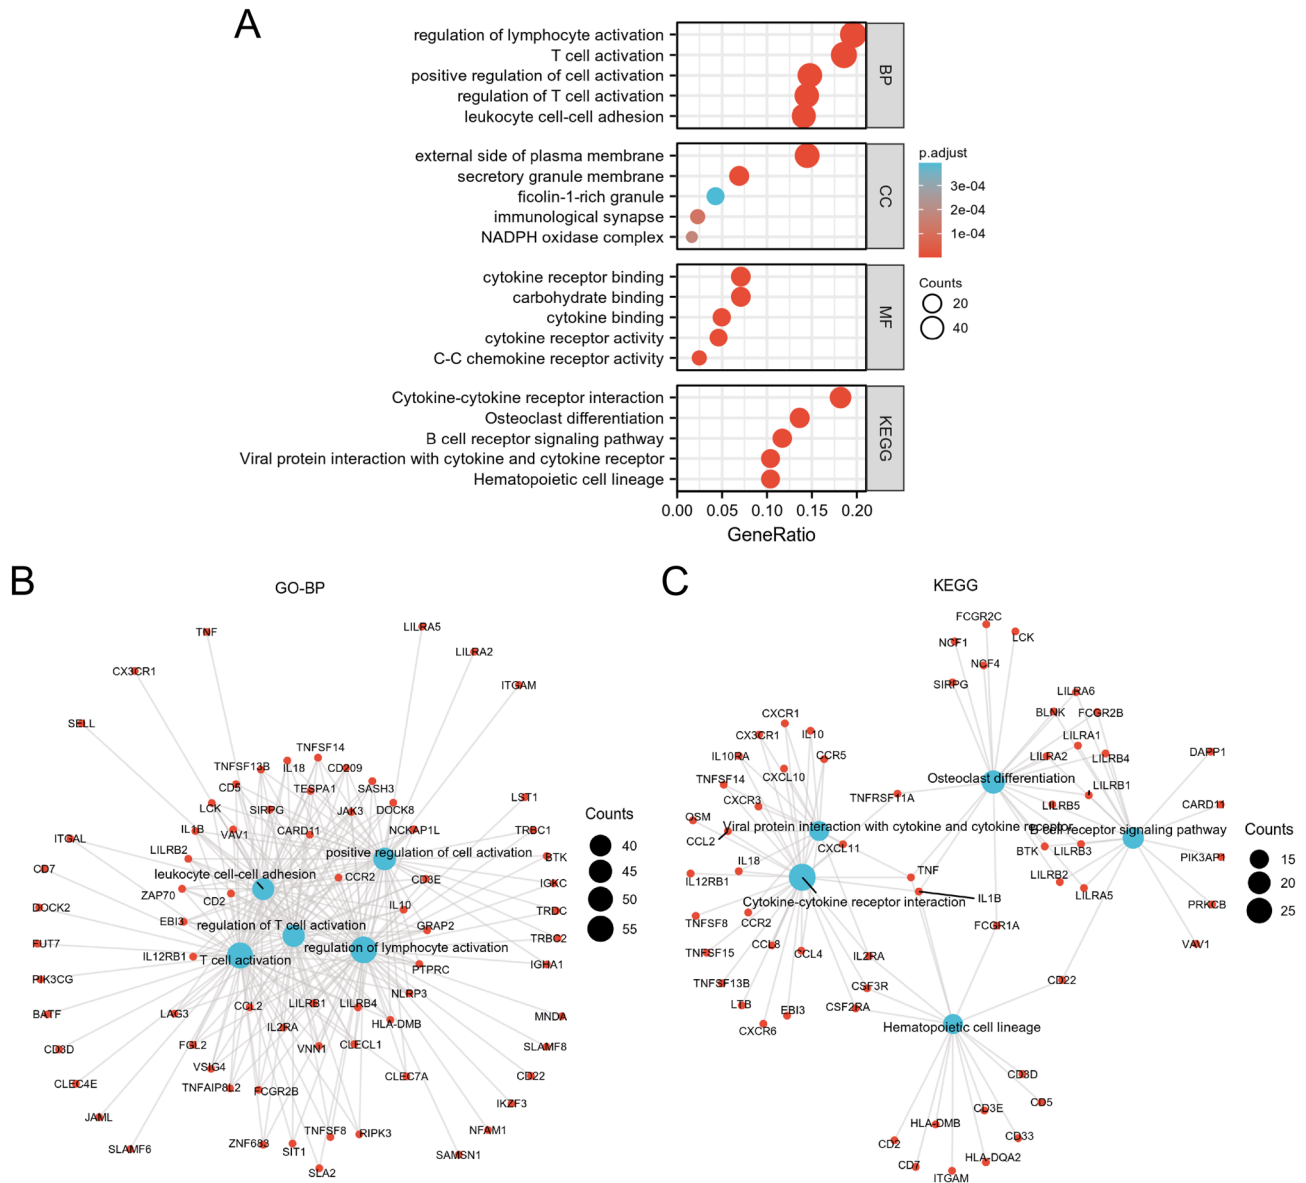 A
regulation of lymphocyte activation
T cell activation
positive regulation of cell activation
regulation of T cell activation
leukocyte cell-cell adhesion
BP
external side of plasma membrane
secretory granule membrane
ficolin-1-rich granule
immunological synapse
NADPH oxidase complex
CC
cytokine receptor binding
carbohydrate binding
cytokine binding
cytokine receptor activity
C-C chemokine receptor activity
MF
Cytokine-cytokine receptor interaction
Osteoclast differentiation
B cell receptor signaling pathway
Viral protein interaction with cytokine and cytokine receptor
Hematopoietic cell lineage
KEGG
0.00 0.05 0.10 0.15 0.20
GeneRatio
p.adjust
3e-04
2e-04
1e-04
Counts
20
40
B
GO-BP
TNF
LILRA5
LILRA2
CX3CR1
ITGAM
SELL
TNFSF14
TNFSF13B
IL18
CD209
CD5
TESPA1
SASH3
LCK
SIRPG
JAK3
DOCK8
LST1
IL1B
VAV1
CARD11
NCKAP1L
TRBC1
ITGAL
LILRB2
positive regulation of cell activation
BTK
CD7
leukocyte cell-cell adhesion
CCR2
CD3E
IGKC
ZAP70
CD2
IL10
DOCK2
TRDC
EBI3
regulation of T cell activation
GRAP2
FUT7
regulation of lymphocyte activation
TRBC2
IL12RB1
T cell activation
PTPRC
IGHA1
PIK3CG
NLRP3
CCL2
LILRB1
LILRB4
BATF
LAG3
IL2RA
HLA-DMB
MNDA
CD3D
FGL2
VNN1
CLECL1
SLAMF8
VSIG4
CLEC4E
TNFAIP8L2
FCGR2B
CLEC7A
CD22
JAML
IKZF3
SLAMF6
ZNF683
SIT1
TNFSF8
RIPK3
NFAM1
SLA2
SAMSN1
Counts
40
45
50
55
C
KEGG
FCGR2C
NCF1
LCK
NCF4
SIRPG
LILRA6
CXCR1
BLNK
FCGR2B
CX3CR1
IL10
LILRA1
IL10RA
CCR5
LILRA2
LILRB4
DAPP1
TNFSF14
CXCL10
Osteoclast differentiation
LILRB1
CXCR3
TNFRSF11A
LILRB5
CARD11
OSM
Viral protein interaction with cytokine and cytokine receptor
B cell receptor signaling pathway
CCL2
CXCL11
BTK
LILRB3
PIK3AP1
IL18
TNF
LILRB2
IL12RB1
LILRA5
Cytokine-cytokine receptor interaction
IL1B
PRKCB
TNFSF8
CCR2
FCGR1A
CCL8
VAV1
TNFSF15
CCL4
IL2RA
TNFSF13B
CSF3R
CD22
LTB
EBI3
CSF2RA
CXCR6
Hematopoietic cell lineage
CD3D
CD5
CD3E
HLA-DMB
CD33
CD2
HLA-DQA2
CD7
ITGAM
Counts
15
20
25